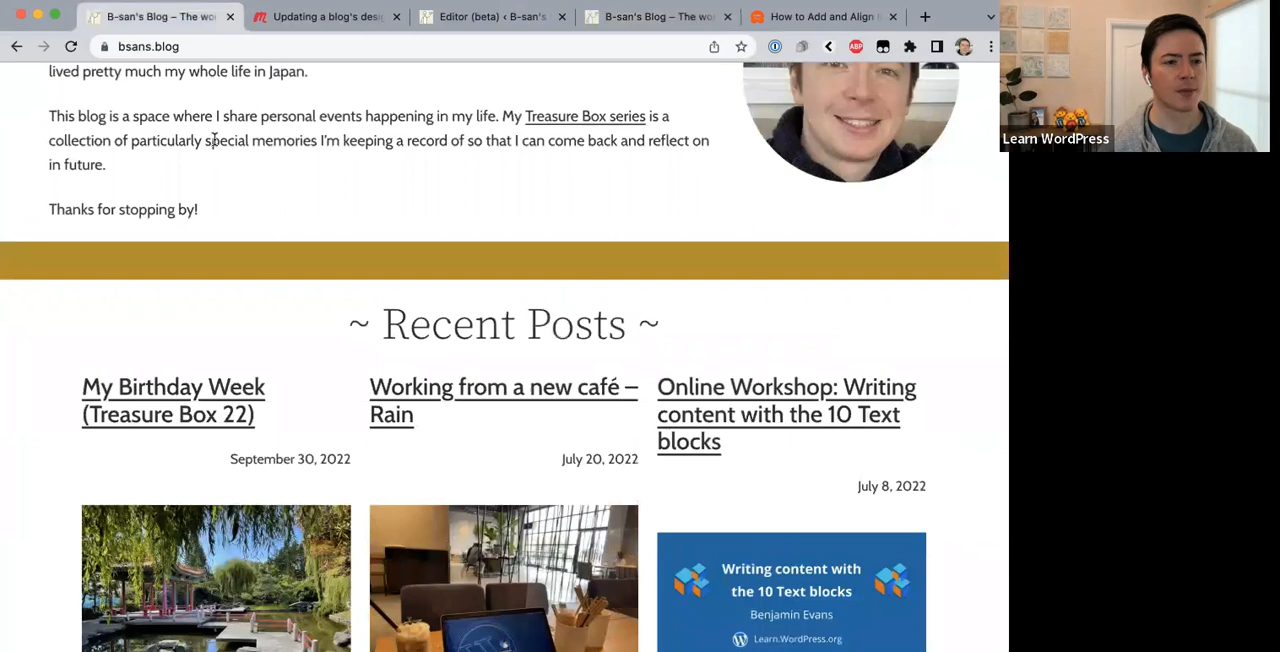 B-san's Blog – The wo
Updating a blog's desi
Editor (beta) ‹ B-san's
B-san's Blog – The wo
How to Add and Align
bsans.blog
ABP
Learn WordPress
lived pretty much my whole life in Japan.
This blog is a space where I share personal events happening in my life. My Treasure Box series is a
collection of particularly special memories I'm keeping a record of so that I can come back and reflect on
in future.
Thanks for stopping by!
~ Recent Posts ~
My Birthday Week
(Treasure Box 22)
September 30, 2022
Working from a new café –
Rain
July 20, 2022
Online Workshop: Writing
content with the 10 Text
blocks
July 8, 2022
Writing content with
the 10 Text blocks
Benjamin Evans
Learn.WordPress.org